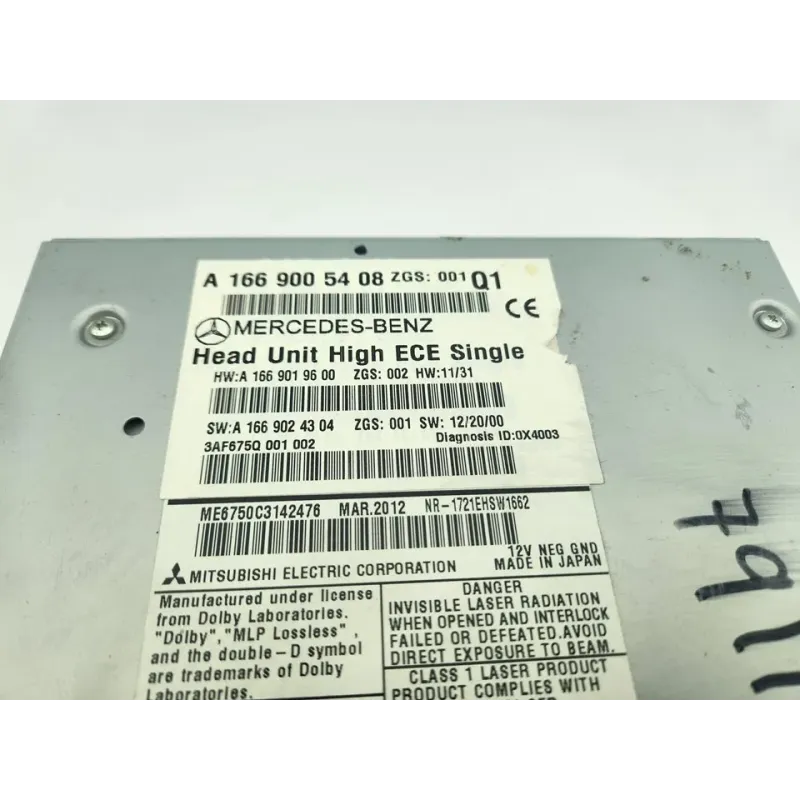 A 166 900 54 08 ZGS: 001 Q1
CE
MERCEDES-BENZ
Head Unit High ECE Single
HW:A 166 901 96 00 ZGS: 002 HW:11/31
SW:A 166 902 43 04 ZGS: 001 SW: 12/20/00
3AF675Q 001 002 Diagnosis ID:0X4003
ME6750C3142476 MAR.2012 NR-1721EHSW1662
12V NEG GND
MITSUBISHI ELECTRIC CORPORATION MADE IN JAPAN
Manufactured under license
from Dolby Laboratories.
"Dolby", "MLP Lossless",
and the double-D symbol
are trademarks of Dolby
Laboratories.
DANGER
INVISIBLE LASER RADIATION
WHEN OPENED AND INTERLOCK
FAILED OR DEFEATED.AVOID
DIRECT EXPOSURE TO BEAM.
CLASS 1 LASER PRODUCT
PRODUCT COMPLIES WITH